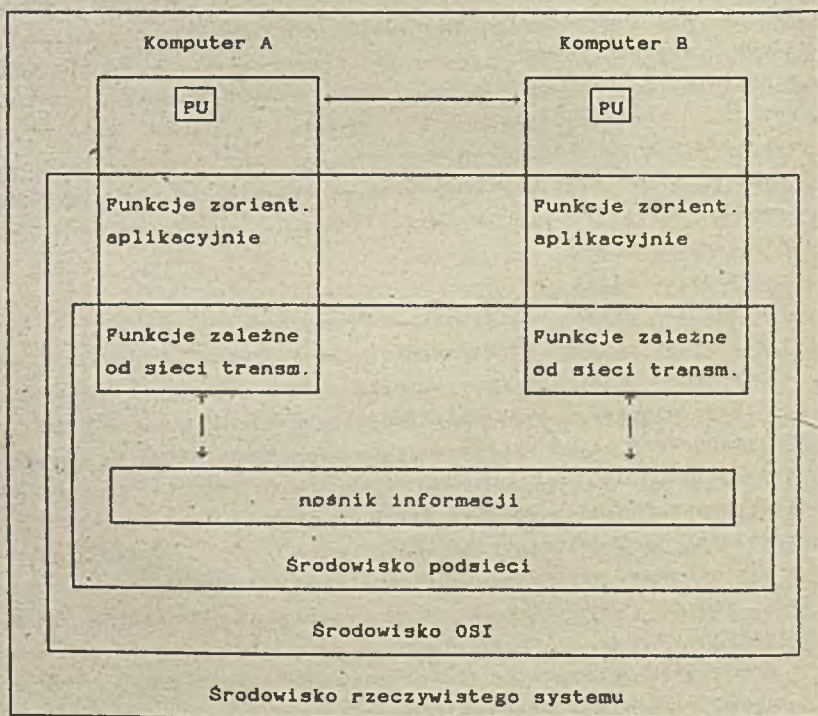 Komputer A
Komputer B
PU
PU
Funkcje zorient.
aplikacyjnie
Funkcje zorient.
aplikacyjnie
Funkcje zależne
od sieci transm.
Funkcje zależne
od sieci transm.
nośnik informacji
Środowisko podsieci
Środowisko OSI
Środowisko rzeczywistego systemu